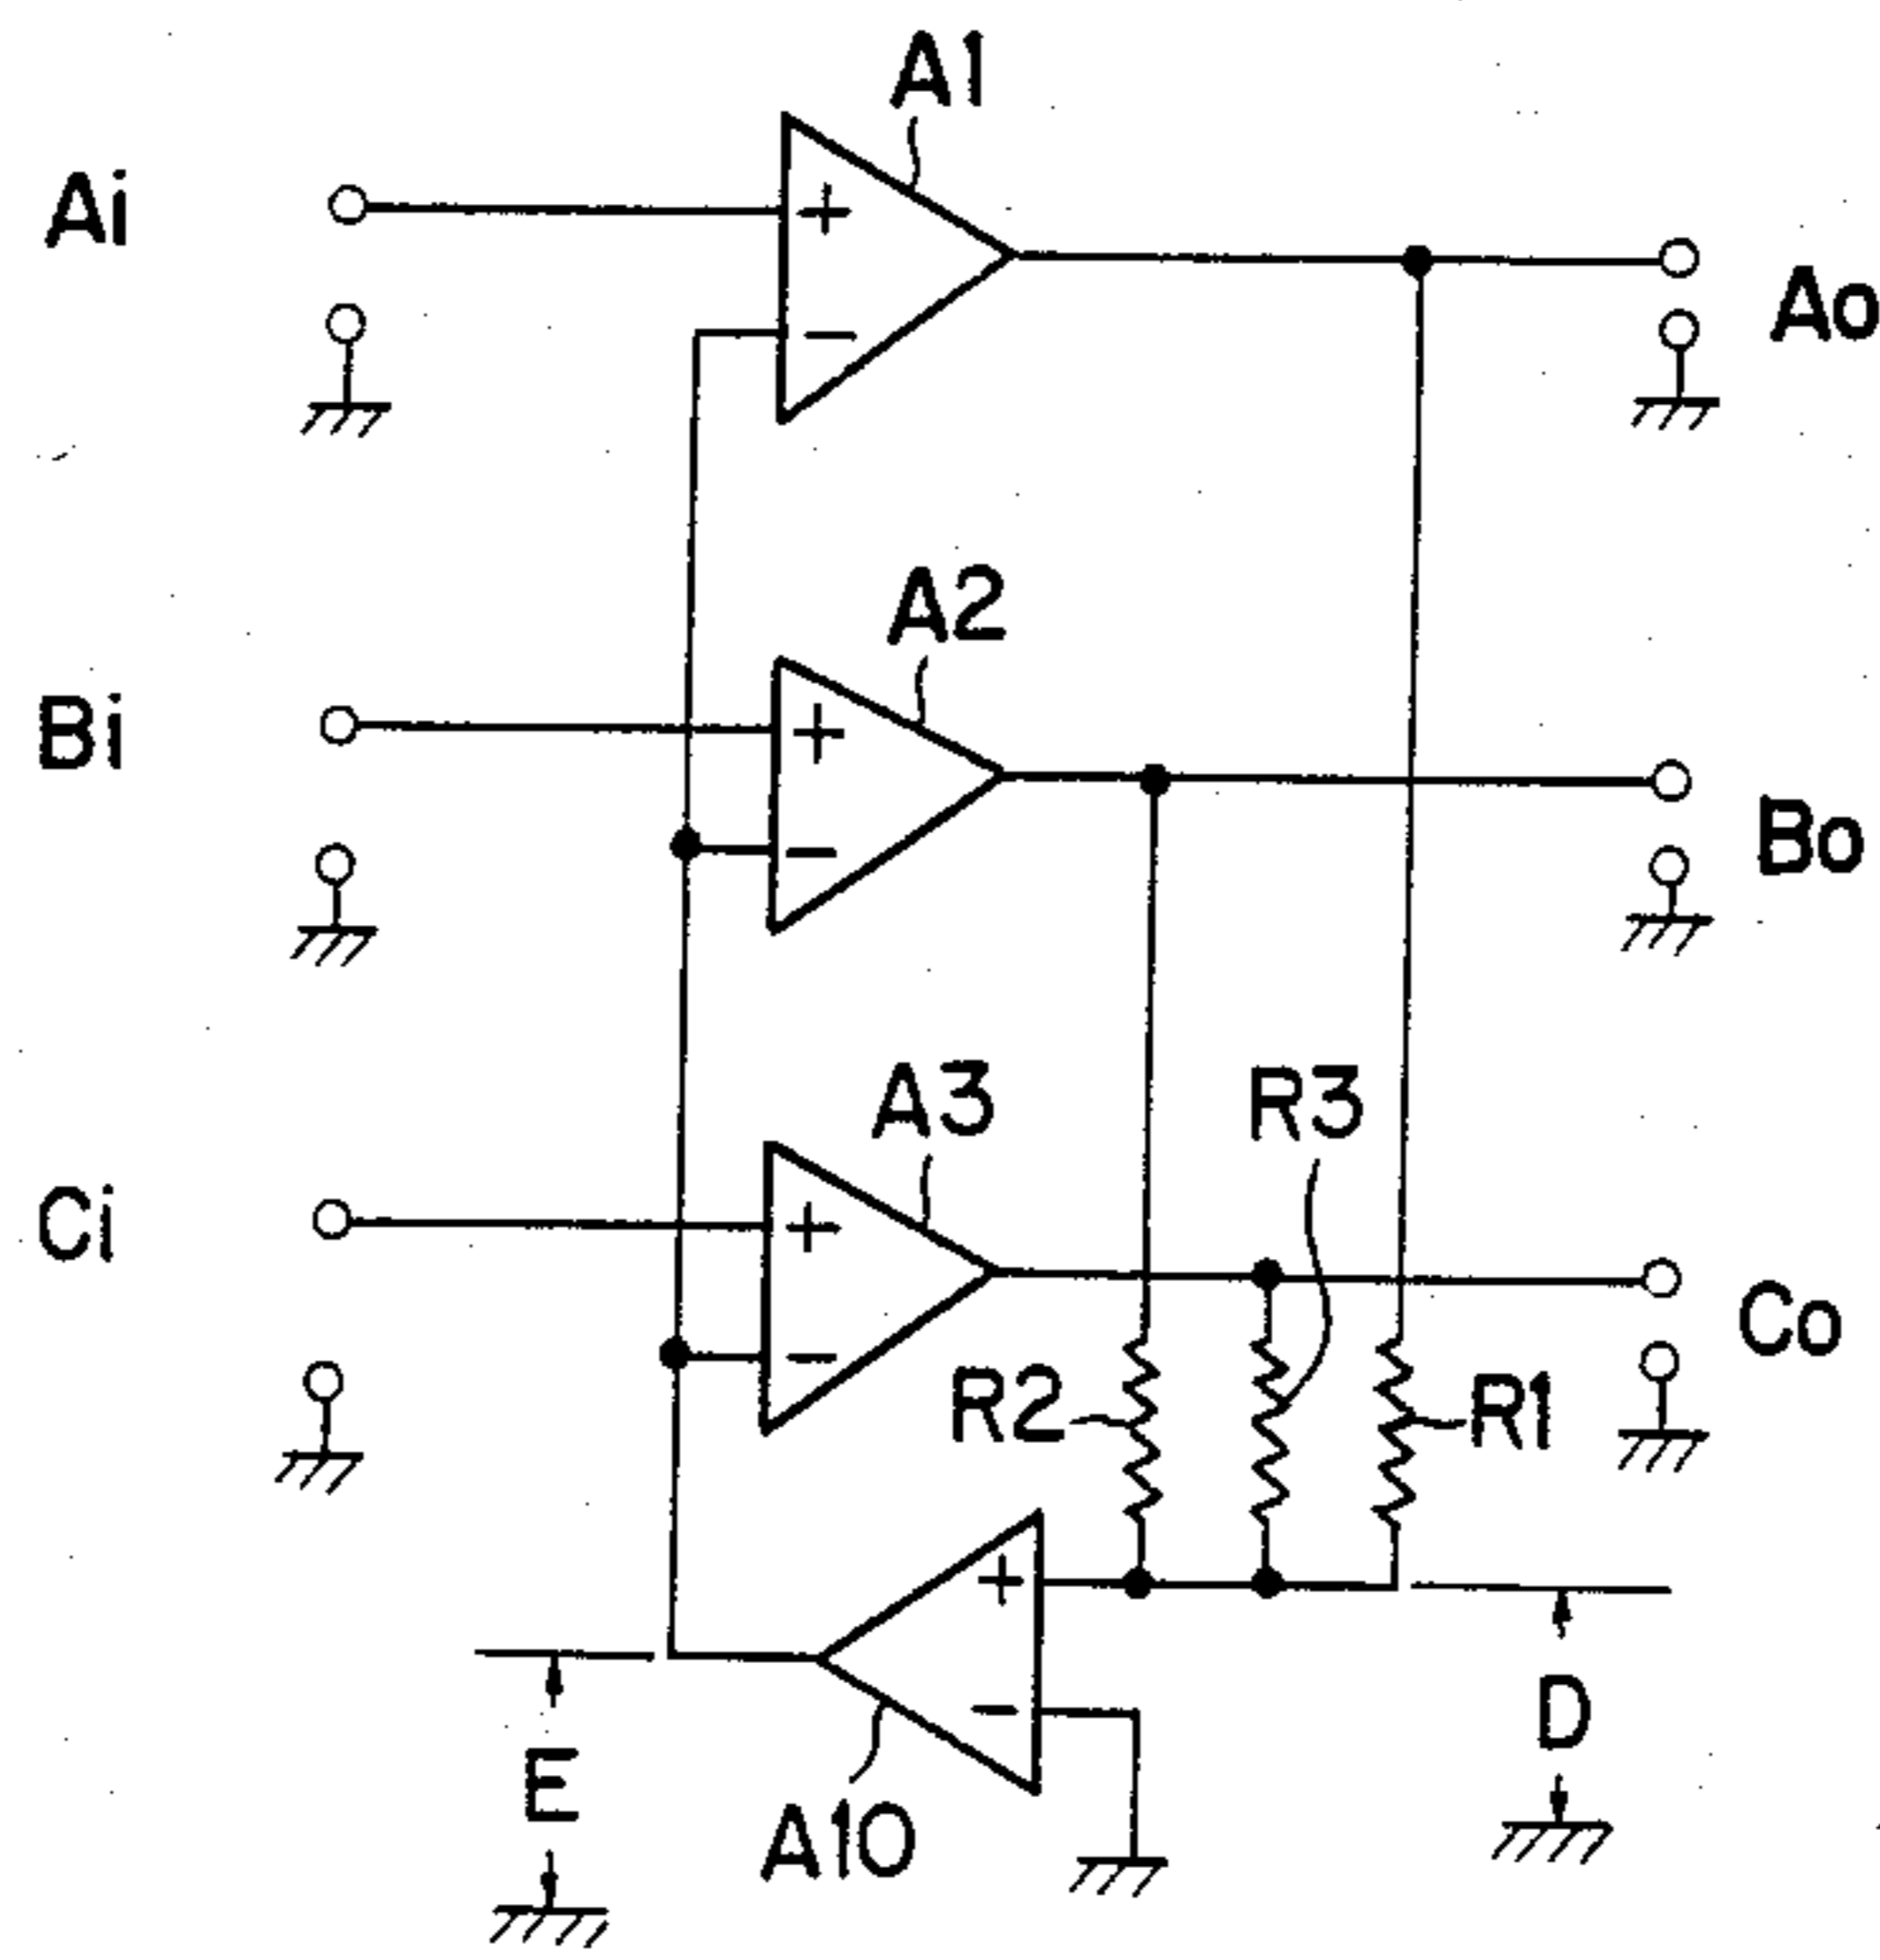 A1
Ai
+
Ao
−
A2
Bi
+
Bo
−
A3
R3
Ci
+
Co
−
R2
R1
+
D
−
E
A10